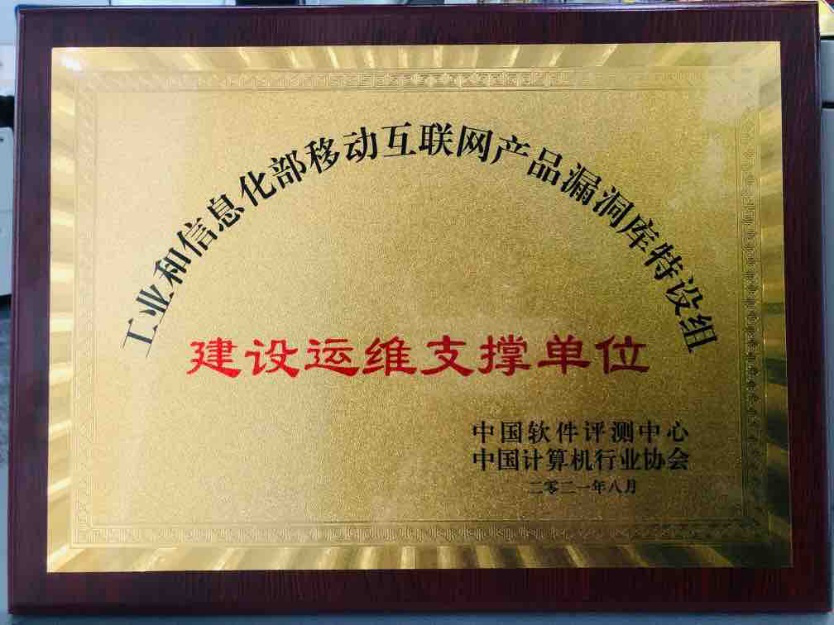 工业和信息化部移动互联网产品漏洞库特设组
建设运维支撑单位
中国软件评测中心
中国计算机行业协会
二零二一年八月